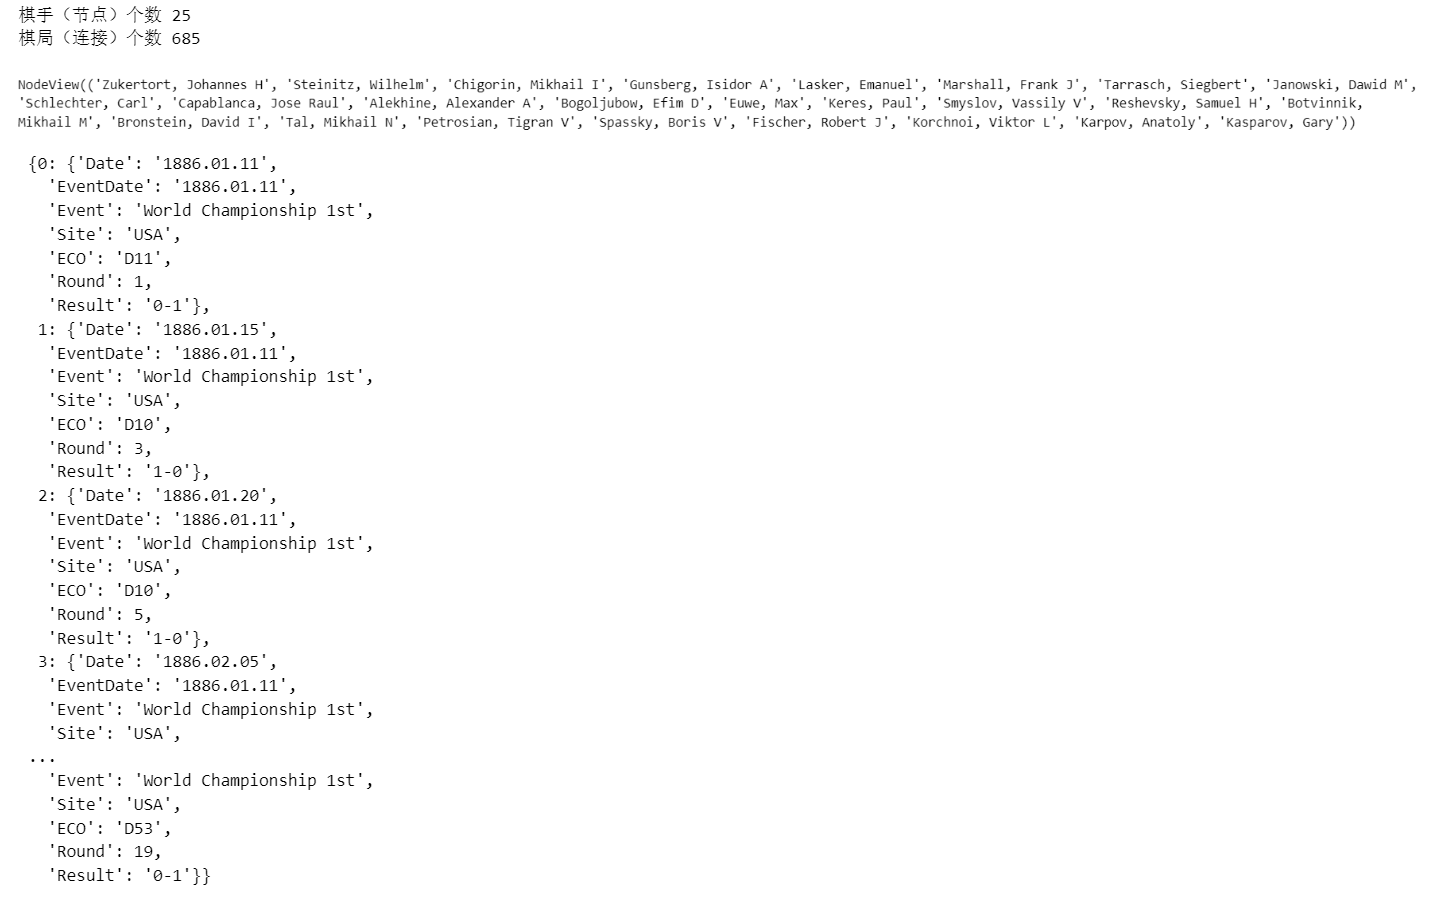 棋手（节点）个数 25
棋局（连接）个数 685
NodeView(('Zukertort, Johannes H', 'Steinitz, Wilhelm', 'Chigorin, Mikhail I', 'Gunsberg, Isidor A', 'Lasker, Emanuel', 'Marshall, Frank J', 'Tarrasch, Siegbert', 'Janowski, Dawid M',
'Schlechter, Carl', 'Capablanca, Jose Raul', 'Alekhine, Alexander A', 'Bogoljubow, Efim D', 'Euwe, Max', 'Keres, Paul', 'Smyslov, Vassily V', 'Reshevsky, Samuel H', 'Botvinnik,
Mikhail M', 'Bronstein, David I', 'Tal, Mikhail N', 'Petrosian, Tigran V', 'Spassky, Boris V', 'Fischer, Robert J', 'Korchnoi, Viktor L', 'Karpov, Anatoly', 'Kasparov, Gary'))
{0: {'Date': '1886.01.11',
'EventDate': '1886.01.11',
'Event': 'World Championship 1st',
'Site': 'USA',
'ECO': 'D11',
'Round': 1,
'Result': '0-1'},
1: {'Date': '1886.01.15',
'EventDate': '1886.01.11',
'Event': 'World Championship 1st',
'Site': 'USA',
'ECO': 'D10',
'Round': 3,
'Result': '1-0'},
2: {'Date': '1886.01.20',
'EventDate': '1886.01.11',
'Event': 'World Championship 1st',
'Site': 'USA',
'ECO': 'D10',
'Round': 5,
'Result': '1-0'},
3: {'Date': '1886.02.05',
'EventDate': '1886.01.11',
'Event': 'World Championship 1st',
'Site': 'USA',
...
'Event': 'World Championship 1st',
'Site': 'USA',
'ECO': 'D53',
'Round': 19,
'Result': '0-1'}}